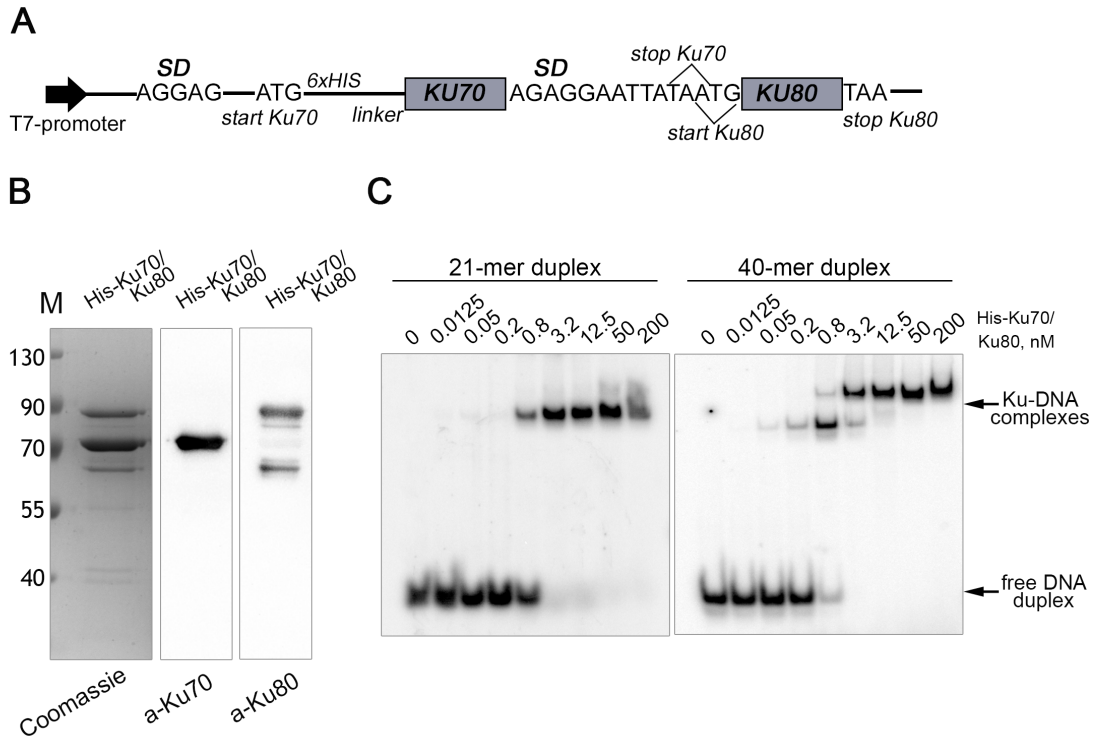 A
T7-promoter
SD
AGGAG
ATG
start Ku70
6xHIS
linker
KU70
SD
AGAGGAATTATAATG
stop Ku70
start Ku80
KU80
TAA
stop Ku80
B
M
His-Ku70/
Ku80
His-Ku70/
Ku80
His-Ku70/
Ku80
130
90
70
55
40
Coomassie
a-Ku70
a-Ku80
C
21-mer duplex
0 0.0125 0.05 0.2 0.8 3.2 12.5 50 200
40-mer duplex
0 0.0125 0.05 0.2 0.8 3.2 12.5 50 200
His-Ku70/
Ku80, nM
Ku-DNA
complexes
free DNA
duplex